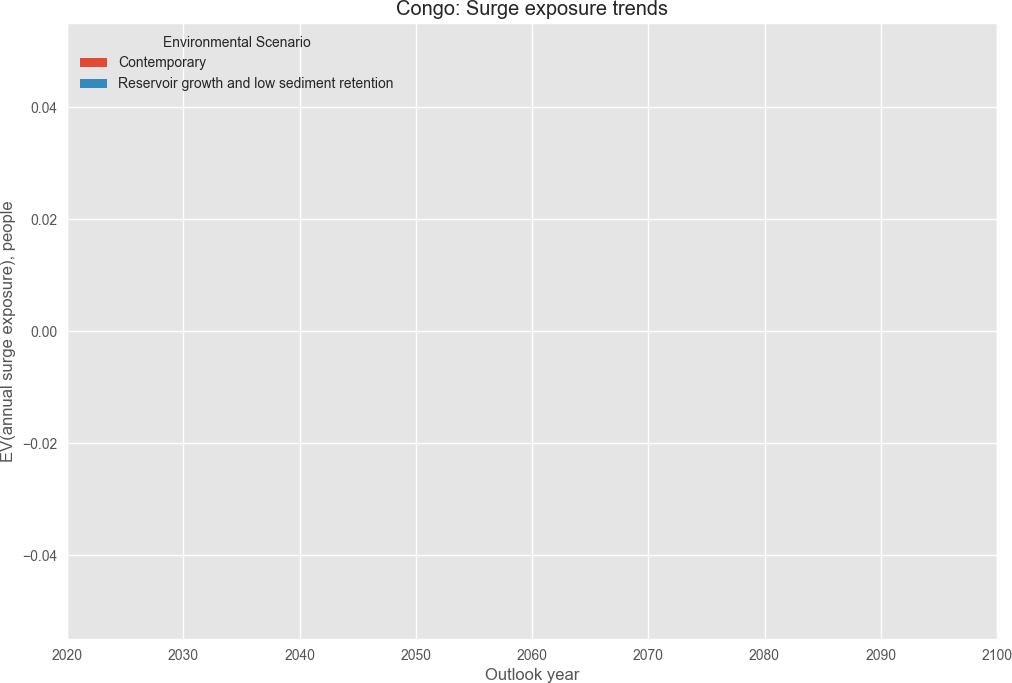 Congo: Surge exposure trends
Environmental Scenario
Contemporary
Reservoir growth and low sediment retention
0.04
0.02
0.00
−0.02
−0.04
EV(annual surge exposure), people
2020 2030 2040 2050 2060 2070 2080 2090 2100
Outlook year